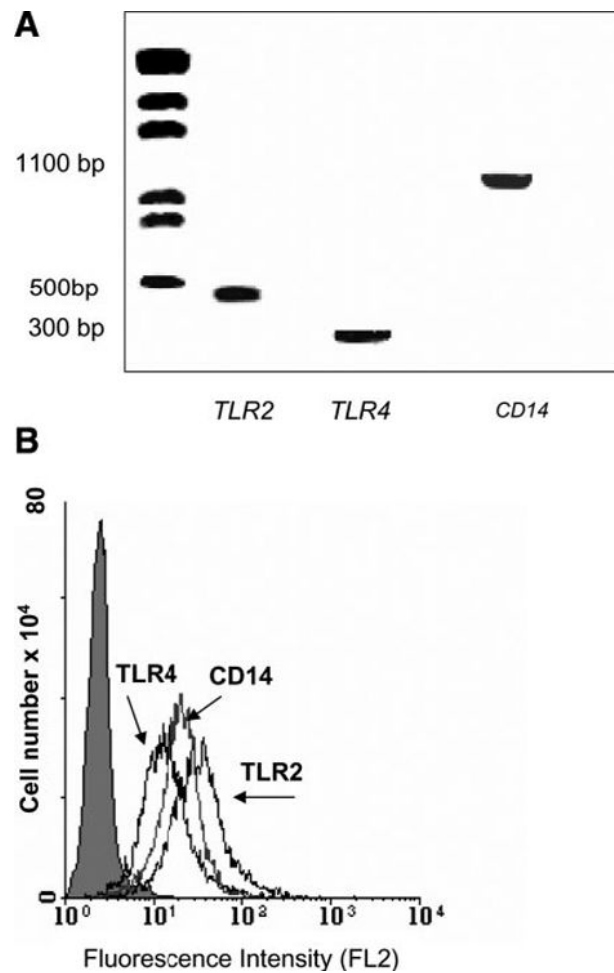 A
1100 bp
500bp
300 bp
TLR2 TLR4 CD14
B
80
Cell number x 10⁴
TLR4
CD14
TLR2
0
10⁰ 10¹ 10² 10³ 10⁴
Fluorescence Intensity (FL2)